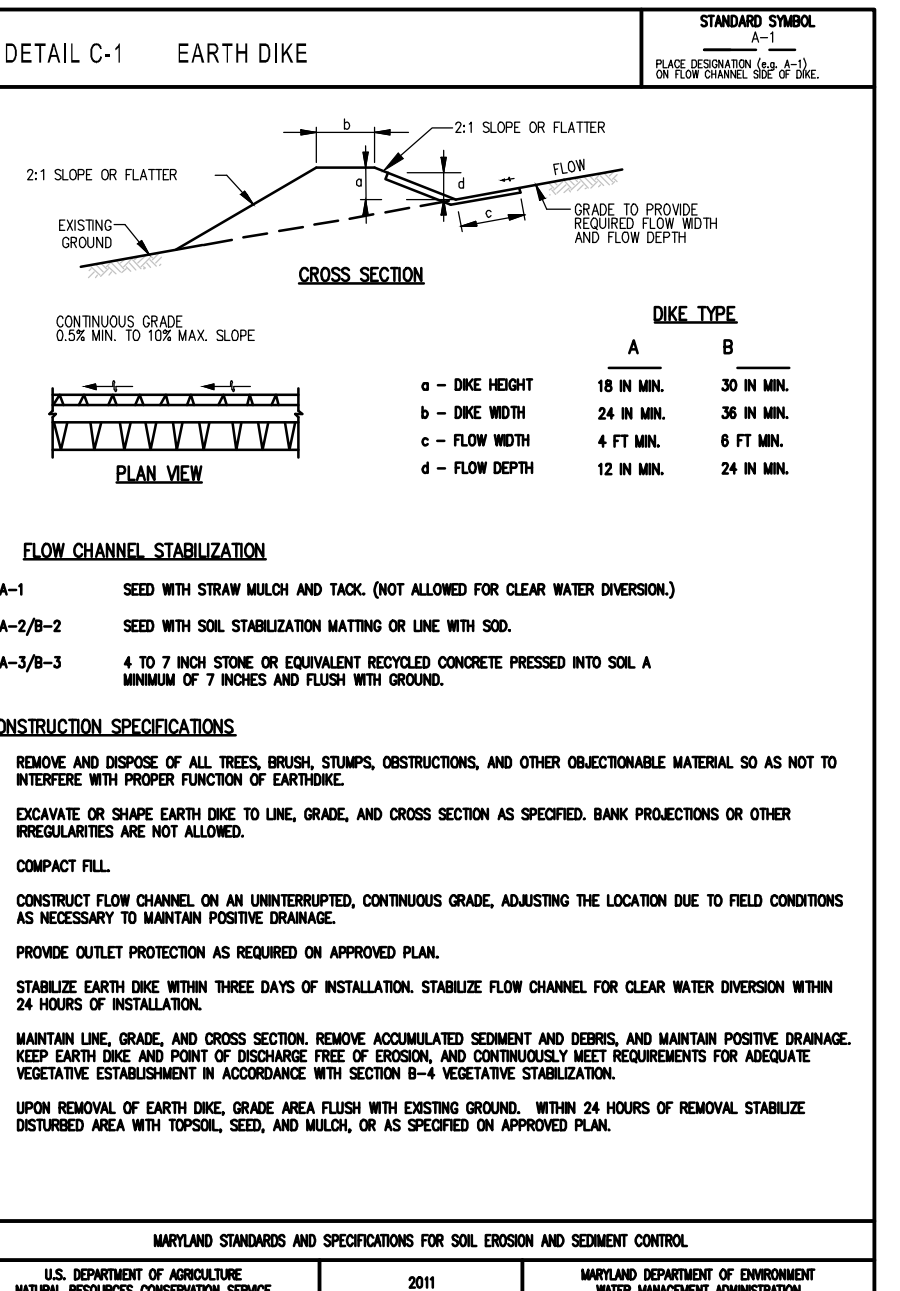 DETAIL C-1 EARTH DIKE
STANDARD SYMBOL
A-1
PLACE DESIGNATION (e.g. A-1)
ON FLOW CHANNEL SIDE OF DIKE.
b
2:1 SLOPE OR FLATTER
2:1 SLOPE OR FLATTER
a
d
FLOW
c
EXISTING
GROUND
GRADE TO PROVIDE
REQUIRED FLOW WIDTH
AND FLOW DEPTH
CROSS SECTION
CONTINUOUS GRADE
0.5% MIN. TO 10% MAX. SLOPE
PLAN VIEW
DIKE TYPE
A B
a - DIKE HEIGHT 18 IN MIN. 30 IN MIN.
b - DIKE WIDTH 24 IN MIN. 36 IN MIN.
c - FLOW WIDTH 4 FT MIN. 6 FT MIN.
d - FLOW DEPTH 12 IN MIN. 24 IN MIN.
FLOW CHANNEL STABILIZATION
A-1 SEED WITH STRAW MULCH AND TACK. (NOT ALLOWED FOR CLEAR WATER DIVERSION.)
A-2/B-2 SEED WITH SOIL STABILIZATION MATTING OR LINE WITH SOD.
A-3/B-3 4 TO 7 INCH STONE OR EQUIVALENT RECYCLED CONCRETE PRESSED INTO SOIL A
MINIMUM OF 7 INCHES AND FLUSH WITH GROUND.
ONSTRUCTION SPECIFICATIONS
REMOVE AND DISPOSE OF ALL TREES, BRUSH, STUMPS, OBSTRUCTIONS, AND OTHER OBJECTIONABLE MATERIAL SO AS NOT TO
INTERFERE WITH PROPER FUNCTION OF EARTHDIKE.
EXCAVATE OR SHAPE EARTH DIKE TO LINE, GRADE, AND CROSS SECTION AS SPECIFIED. BANK PROJECTIONS OR OTHER
IRREGULARITIES ARE NOT ALLOWED.
COMPACT FILL.
CONSTRUCT FLOW CHANNEL ON AN UNINTERRUPTED, CONTINUOUS GRADE, ADJUSTING THE LOCATION DUE TO FIELD CONDITIONS
AS NECESSARY TO MAINTAIN POSITIVE DRAINAGE.
PROVIDE OUTLET PROTECTION AS REQUIRED ON APPROVED PLAN.
STABILIZE EARTH DIKE WITHIN THREE DAYS OF INSTALLATION. STABILIZE FLOW CHANNEL FOR CLEAR WATER DIVERSION WITHIN
24 HOURS OF INSTALLATION.
MAINTAIN LINE, GRADE, AND CROSS SECTION. REMOVE ACCUMULATED SEDIMENT AND DEBRIS, AND MAINTAIN POSITIVE DRAINAGE.
KEEP EARTH DIKE AND POINT OF DISCHARGE FREE OF EROSION, AND CONTINUOUSLY MEET REQUIREMENTS FOR ADEQUATE
VEGETATIVE ESTABLISHMENT IN ACCORDANCE WITH SECTION B-4 VEGETATIVE STABILIZATION.
UPON REMOVAL OF EARTH DIKE, GRADE AREA FLUSH WITH EXISTING GROUND. WITHIN 24 HOURS OF REMOVAL STABILIZE
DISTURBED AREA WITH TOPSOIL, SEED, AND MULCH, OR AS SPECIFIED ON APPROVED PLAN.
MARYLAND STANDARDS AND SPECIFICATIONS FOR SOIL EROSION AND SEDIMENT CONTROL
U.S. DEPARTMENT OF AGRICULTURE
NATURAL RESOURCES CONSERVATION SERVICE
2011
MARYLAND DEPARTMENT OF ENVIRONMENT
WATER MANAGEMENT ADMINISTRATION